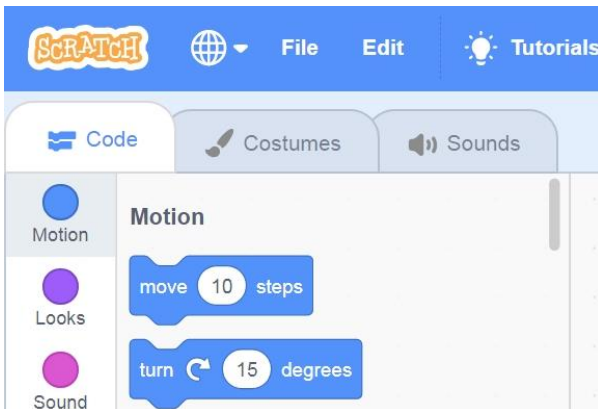 SCRATCH File Edit Tutorials
Code Costumes Sounds
Motion
Motion
move 10 steps
Looks
turn 15 degrees
Sound